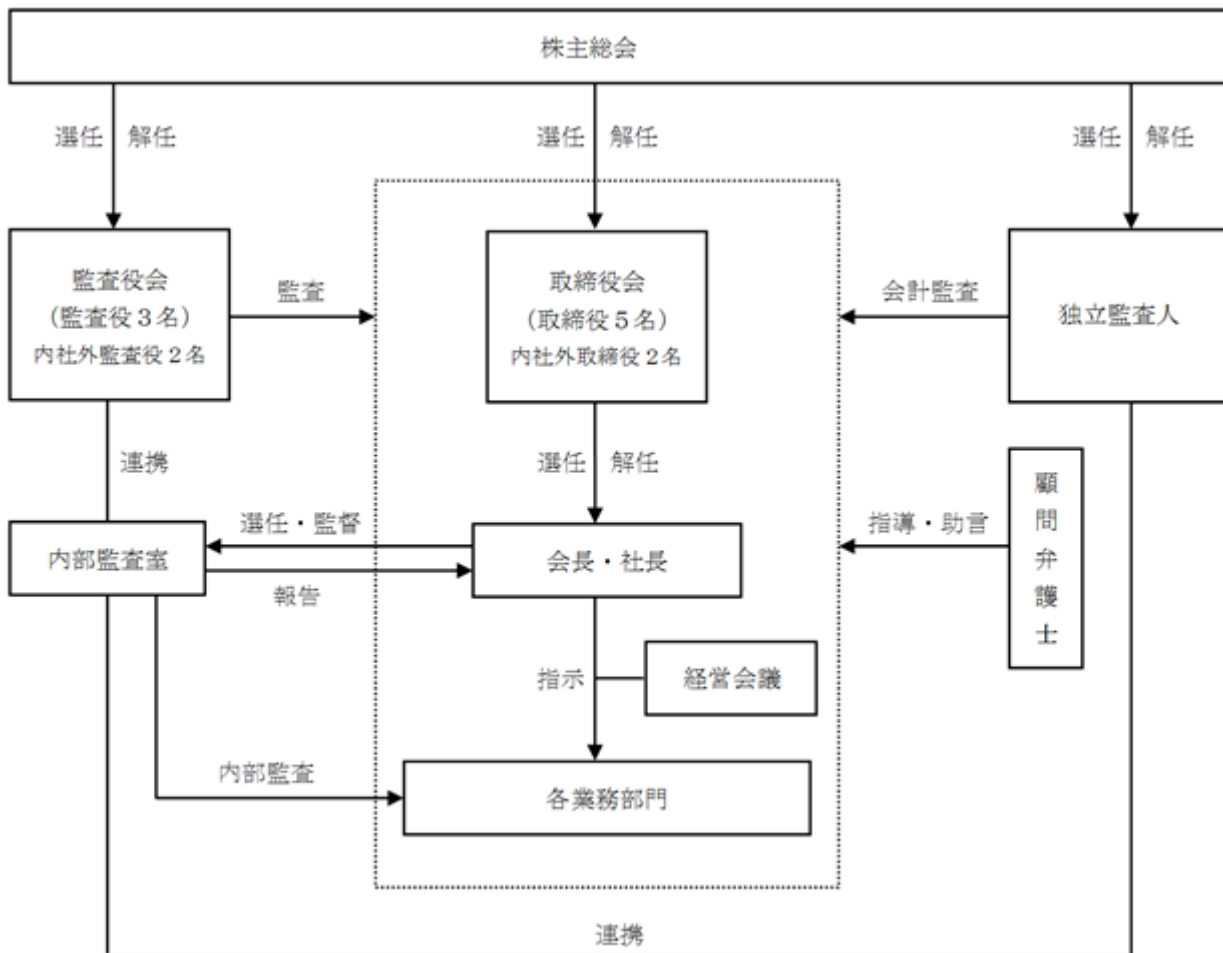 株主総会
選任 解任
選任 解任
選任 解任
監査役会
(監査役3名)
内社外監査役2名
監査
取締役会
(取締役5名)
内社外取締役2名
会計監査
独立監査人
連携
選任 解任
顧問弁護士
選任・監督
指導・助言
内部監査室
会長・社長
報告
指示
経営会議
内部監査
各業務部門
連携